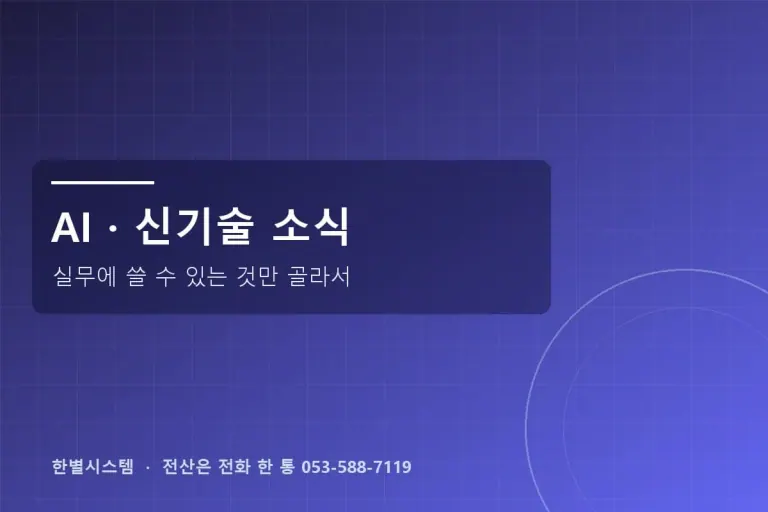 AI · 신기술 소식
실무에 쓸 수 있는 것만 골라서
한별시스템 · 전산은 전화 한 통 053-588-7119